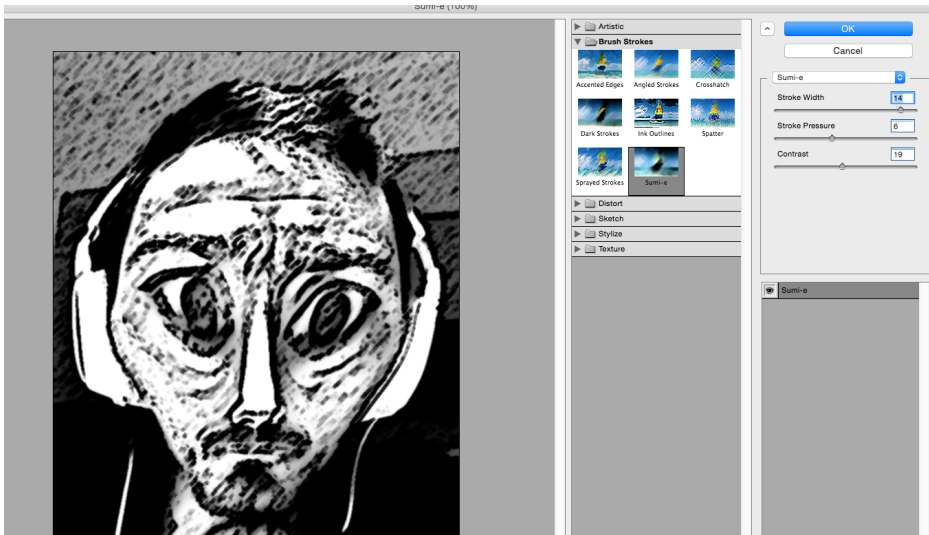 Sumi-e (100%)
Artistic
Brush Strokes
Accented Edges
Angled Strokes
Crosshatch
Dark Strokes
Ink Outlines
Spatter
Sprayed Strokes
Sumi-e
Distort
Sketch
Stylize
Texture
OK
Cancel
Sumi-e
Stroke Width 14
Stroke Pressure 6
Contrast 19
Sumi-e